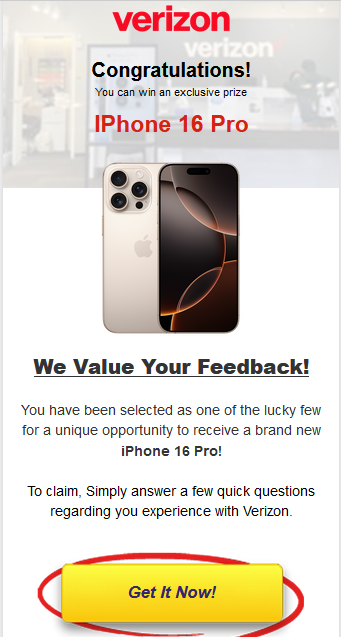 verizon
verizon
Congratulations!
You can win an exclusive prize
IPhone 16 Pro
We Value Your Feedback!
You have been selected as one of the lucky few
for a unique opportunity to receive a brand new
iPhone 16 Pro!
To claim, Simply answer a few quick questions
regarding you experience with Verizon.
Get It Now!